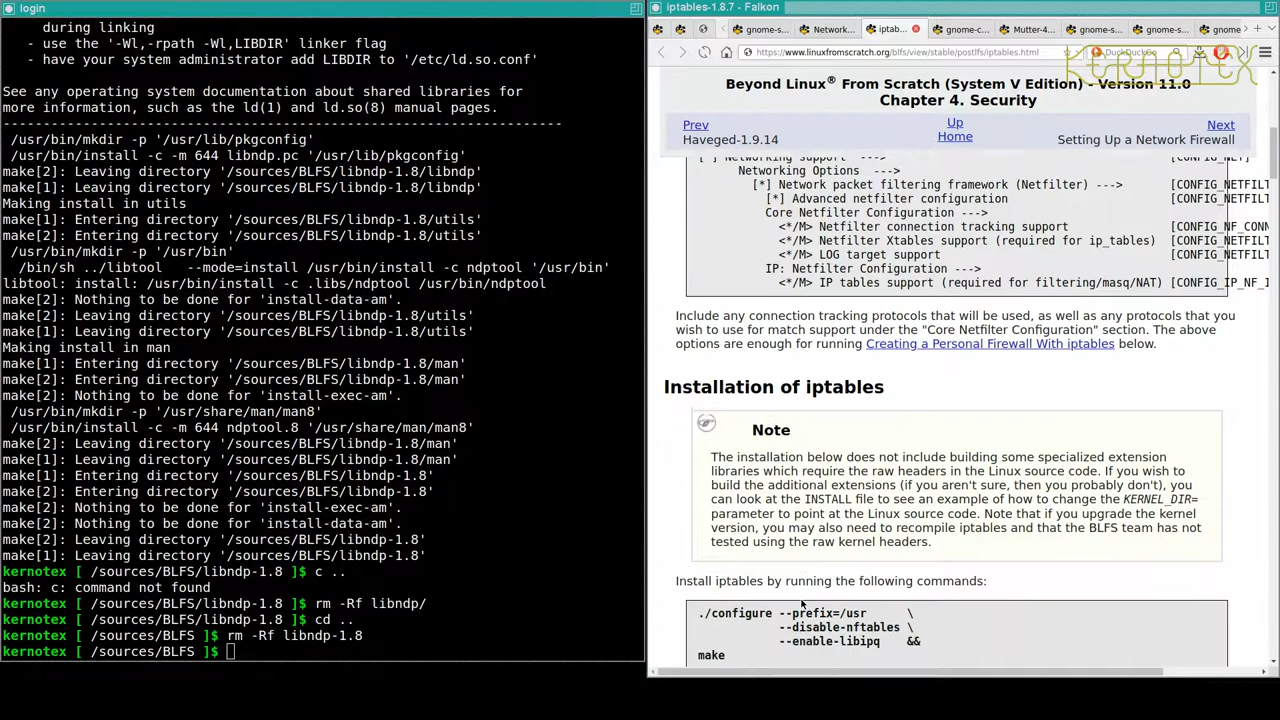 login
during linking
- use the '-Wl,-rpath -Wl,LIBDIR' linker flag
- have your system administrator add LIBDIR to '/etc/ld.so.conf'
See any operating system documentation about shared libraries for
more information, such as the ld(1) and ld.so(8) manual pages.
----------------------------------------------------------------------
/usr/bin/mkdir -p '/usr/lib/pkgconfig'
/usr/bin/install -c -m 644 libndp.pc '/usr/lib/pkgconfig'
make[2]: Leaving directory '/sources/BLFS/libndp-1.8/libndp'
make[1]: Leaving directory '/sources/BLFS/libndp-1.8/libndp'
Making install in utils
make[1]: Entering directory '/sources/BLFS/libndp-1.8/utils'
make[2]: Entering directory '/sources/BLFS/libndp-1.8/utils'
/usr/bin/mkdir -p '/usr/bin'
/bin/sh ../libtool   --mode=install /usr/bin/install -c ndptool '/usr/bin'
libtool: install: /usr/bin/install -c .libs/ndptool /usr/bin/ndptool
make[2]: Nothing to be done for 'install-data-am'.
make[2]: Leaving directory '/sources/BLFS/libndp-1.8/utils'
make[1]: Leaving directory '/sources/BLFS/libndp-1.8/utils'
Making install in man
make[1]: Entering directory '/sources/BLFS/libndp-1.8/man'
make[2]: Entering directory '/sources/BLFS/libndp-1.8/man'
make[2]: Nothing to be done for 'install-exec-am'.
/usr/bin/mkdir -p '/usr/share/man/man8'
/usr/bin/install -c -m 644 ndptool.8 '/usr/share/man/man8'
make[2]: Leaving directory '/sources/BLFS/libndp-1.8/man'
make[1]: Leaving directory '/sources/BLFS/libndp-1.8/man'
make[1]: Entering directory '/sources/BLFS/libndp-1.8'
make[2]: Entering directory '/sources/BLFS/libndp-1.8'
make[2]: Nothing to be done for 'install-exec-am'.
make[2]: Nothing to be done for 'install-data-am'.
make[2]: Leaving directory '/sources/BLFS/libndp-1.8'
make[1]: Leaving directory '/sources/BLFS/libndp-1.8'
kernotex [ /sources/BLFS/libndp-1.8 ]$ c ..
bash: c: command not found
kernotex [ /sources/BLFS/libndp-1.8 ]$ rm -Rf libndp/
kernotex [ /sources/BLFS/libndp-1.8 ]$ cd ..
kernotex [ /sources/BLFS ]$ rm -Rf libndp-1.8
kernotex [ /sources/BLFS ]$
iptables-1.8.7 - Falkon
gnome-s... Network... iptab... gnome-c... Mutter-4... gnome-s... gnome-s... gnome
https://www.linuxfromscratch.org/blfs/view/stable/postlfs/iptables.html DuckDuckGo
KERNOTEX
Beyond Linux® From Scratch (System V Edition) - Version 11.0
Chapter 4. Security
Prev Up Next
Haveged-1.9.14 Home Setting Up a Network Firewall
[ ] Networking support  --->  [CONFIG_NET]
Networking Options  --->
[*] Network packet filtering framework (Netfilter) --->  [CONFIG_NETFILT
[*] Advanced netfilter configuration  [CONFIG_NETFILT
Core Netfilter Configuration --->
<*/M> Netfilter connection tracking support  [CONFIG_NF_CONN
<*/M> Netfilter Xtables support (required for ip_tables)  [CONFIG_NETFILT
<*/M> LOG target support  [CONFIG_NETFILT
IP: Netfilter Configuration --->
<*/M> IP tables support (required for filtering/masq/NAT) [CONFIG_IP_NF_I
Include any connection tracking protocols that will be used, as well as any protocols that you
wish to use for match support under the "Core Netfilter Configuration" section. The above
options are enough for running Creating a Personal Firewall With iptables below.
Installation of iptables
Note
The installation below does not include building some specialized extension
libraries which require the raw headers in the Linux source code. If you wish to
build the additional extensions (if you aren't sure, then you probably don't), you
can look at the INSTALL file to see an example of how to change the KERNEL_DIR=
parameter to point at the Linux source code. Note that if you upgrade the kernel
version, you may also need to recompile iptables and that the BLFS team has not
tested using the raw kernel headers.
Install iptables by running the following commands:
./configure --prefix=/usr      \
--disable-nftables \
--enable-libipq    &&
make